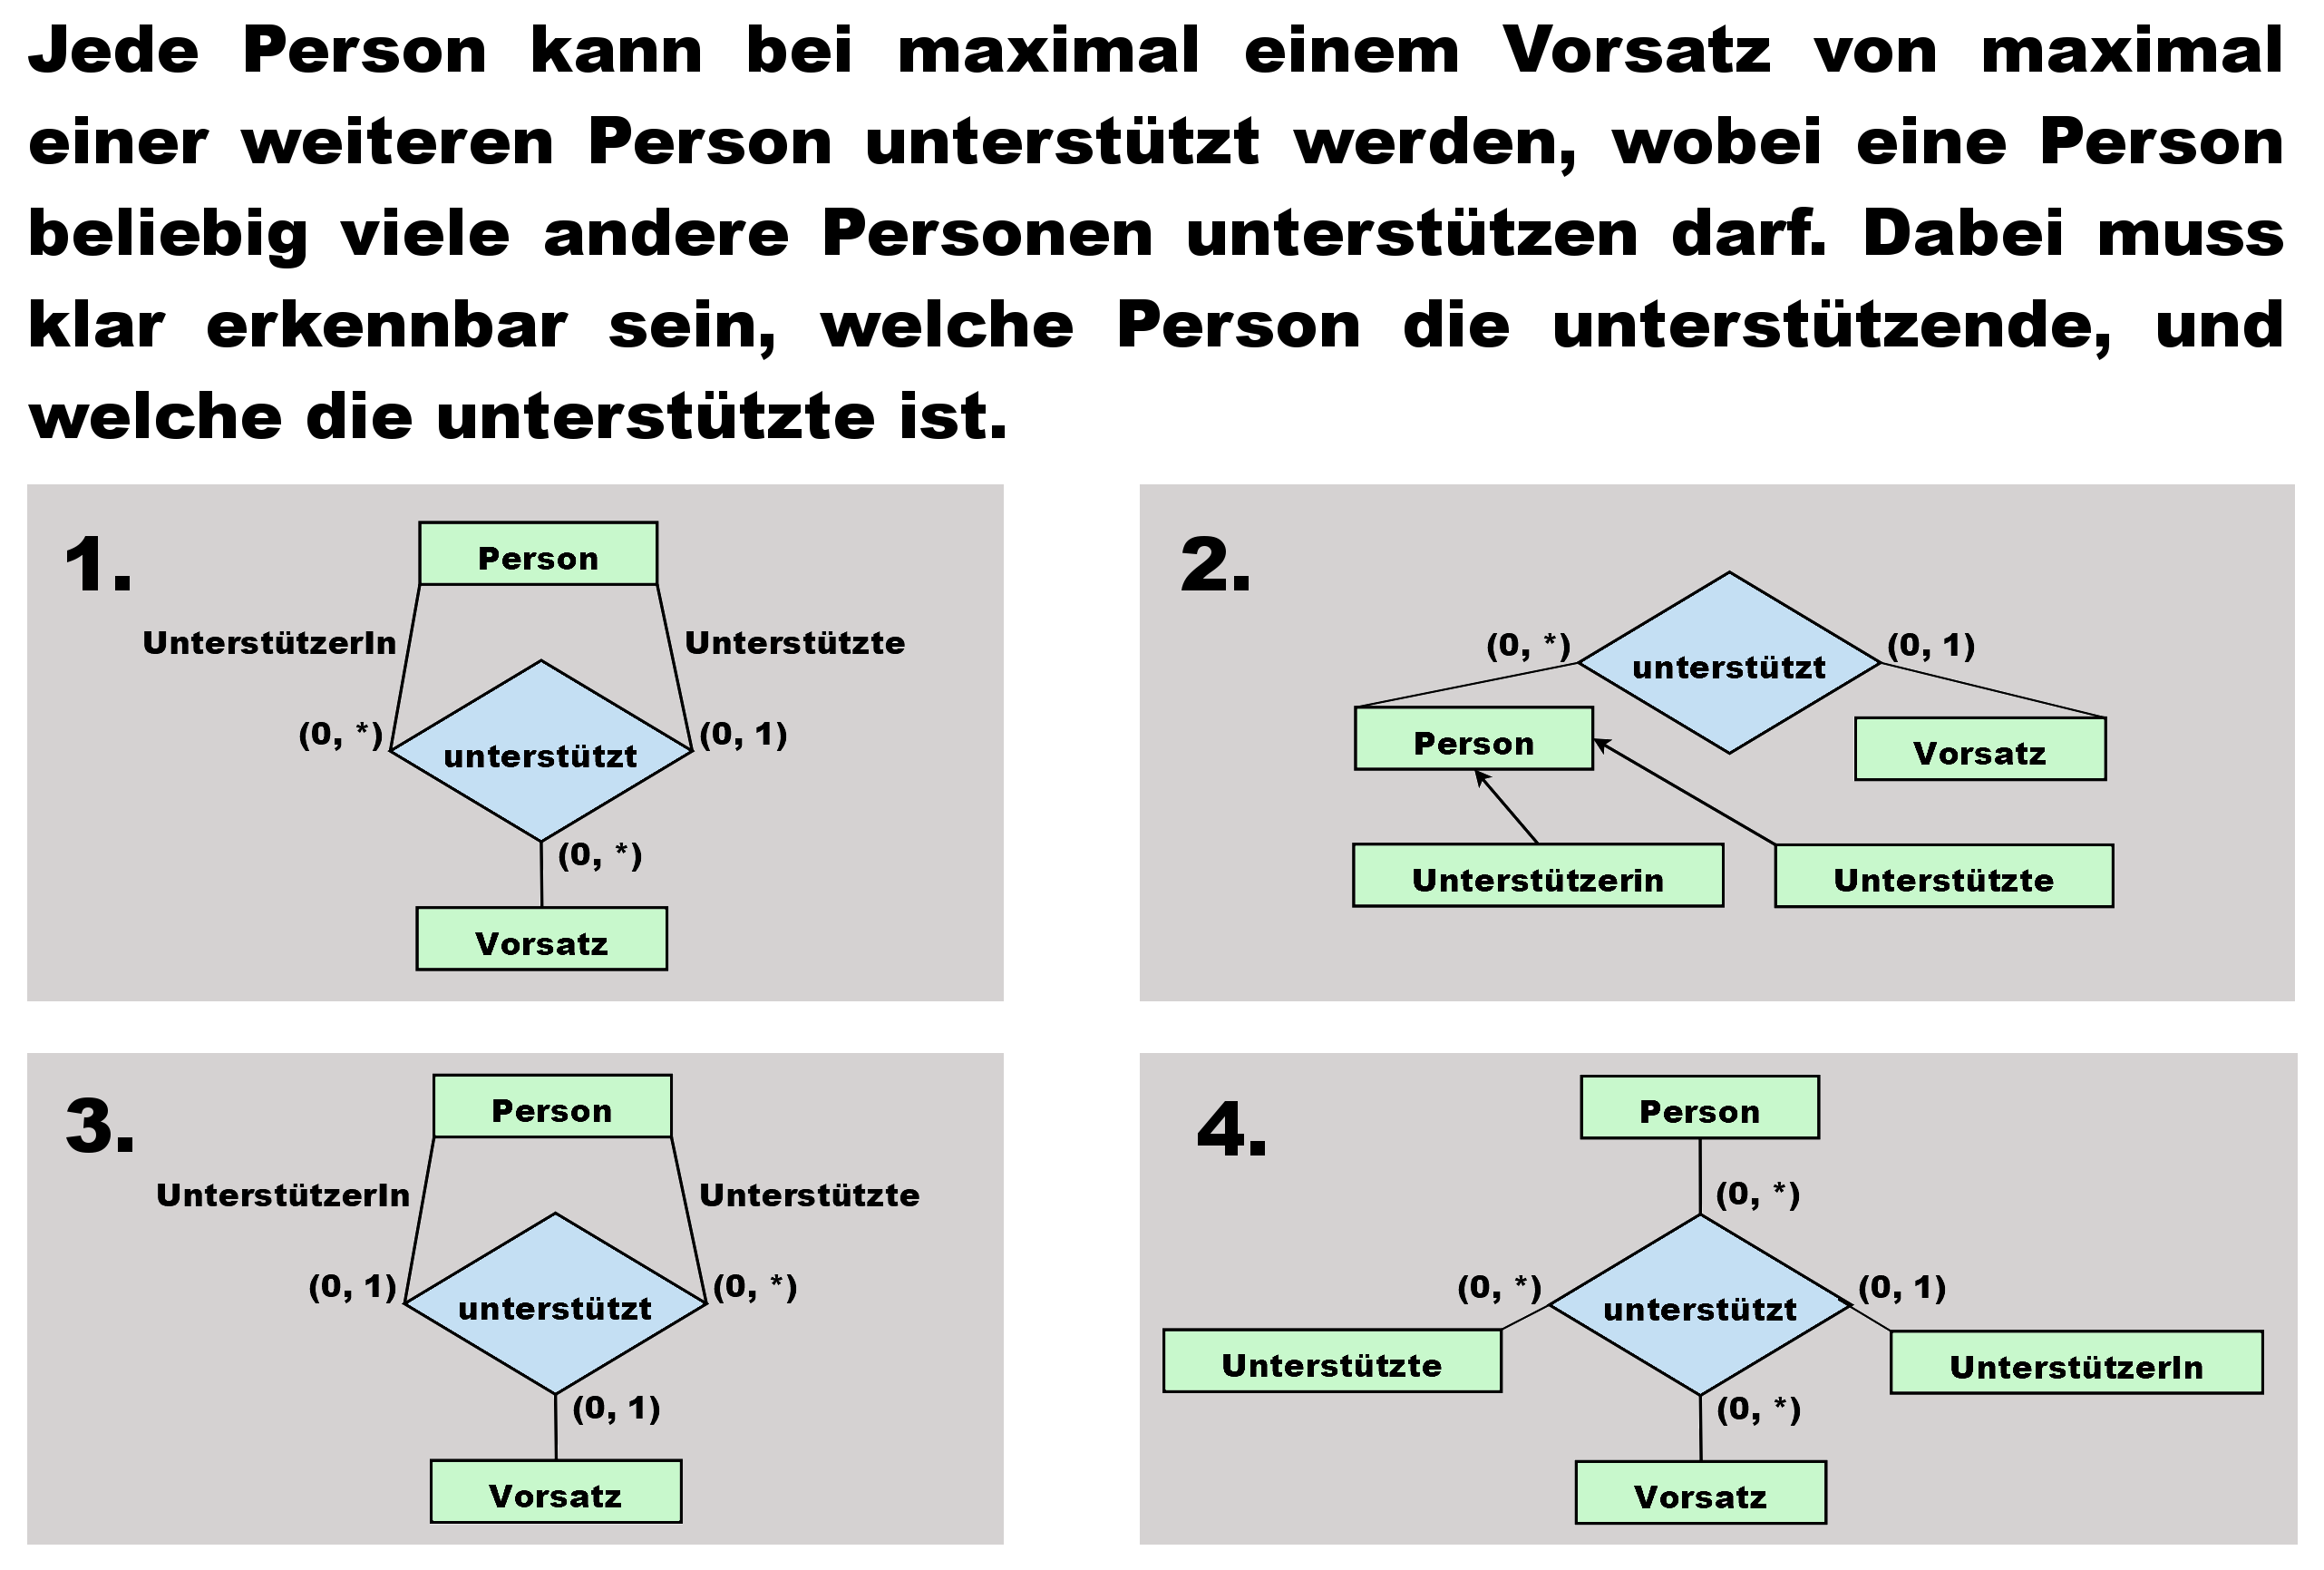 Jede Person kann bei maximal einem Vorsatz von maximal
einer weiteren Person unterstützt werden, wobei eine Person
beliebig viele andere Personen unterstützen darf. Dabei muss
klar erkennbar sein, welche Person die unterstützende, und
welche die unterstützte ist.
1.
Person
UnterstützerIn
Unterstützte
(0, *)
(0, 1)
unterstützt
(0, *)
Vorsatz
2.
(0, *)
(0, 1)
unterstützt
Person
Vorsatz
Unterstützerin
Unterstützte
3.
Person
UnterstützerIn
Unterstützte
(0, 1)
(0, *)
unterstützt
(0, 1)
Vorsatz
4.
Person
(0, *)
(0, *)
(0, 1)
unterstützt
Unterstützte
UnterstützerIn
(0, *)
Vorsatz